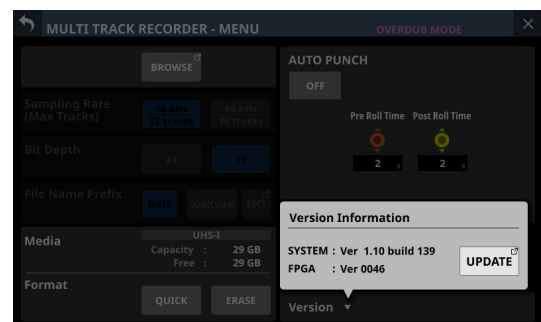 MULTI TRACK RECORDER - MENU
OVERDUB MODE
BROWSE
Sampling Rate
(Max Tracks)
48 kHz
32 tracks
96 kHz
16 tracks
Bit Depth
24
32
File Name Prefix
DATE
SONICVIEW
EDIT
Media
UHS-I
Capacity : 29 GB
Free : 29 GB
Format
QUICK
ERASE
AUTO PUNCH
OFF
Pre Roll Time
Post Roll Time
2 s
2 s
Version Information
SYSTEM : Ver 1.10 build 139
FPGA : Ver 0046
UPDATE
Version